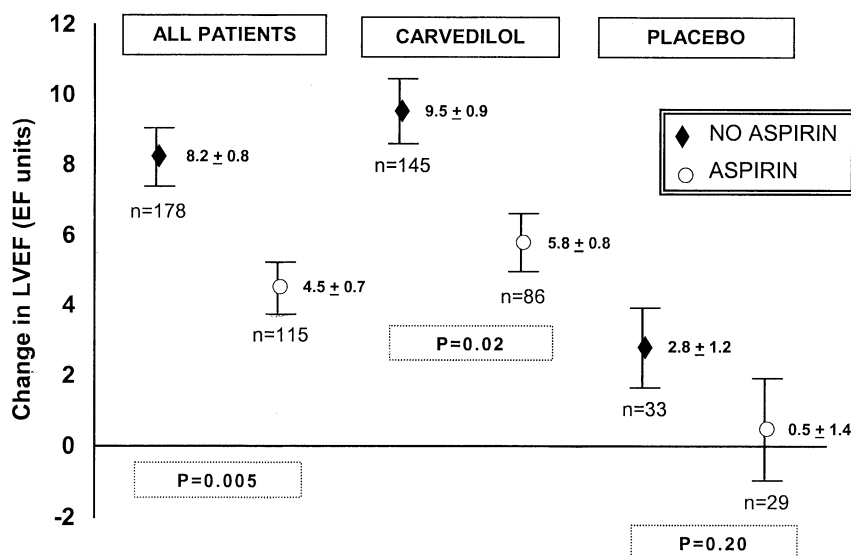 ALL PATIENTS
CARVEDILOL
PLACEBO
Change in LVEF (EF units)
12
10
8
6
4
2
0
-2
NO ASPIRIN
ASPIRIN
8.2 ± 0.8
n=178
4.5 ± 0.7
n=115
P=0.005
9.5 ± 0.9
n=145
5.8 ± 0.8
n=86
P=0.02
2.8 ± 1.2
n=33
0.5 ± 1.4
n=29
P=0.20